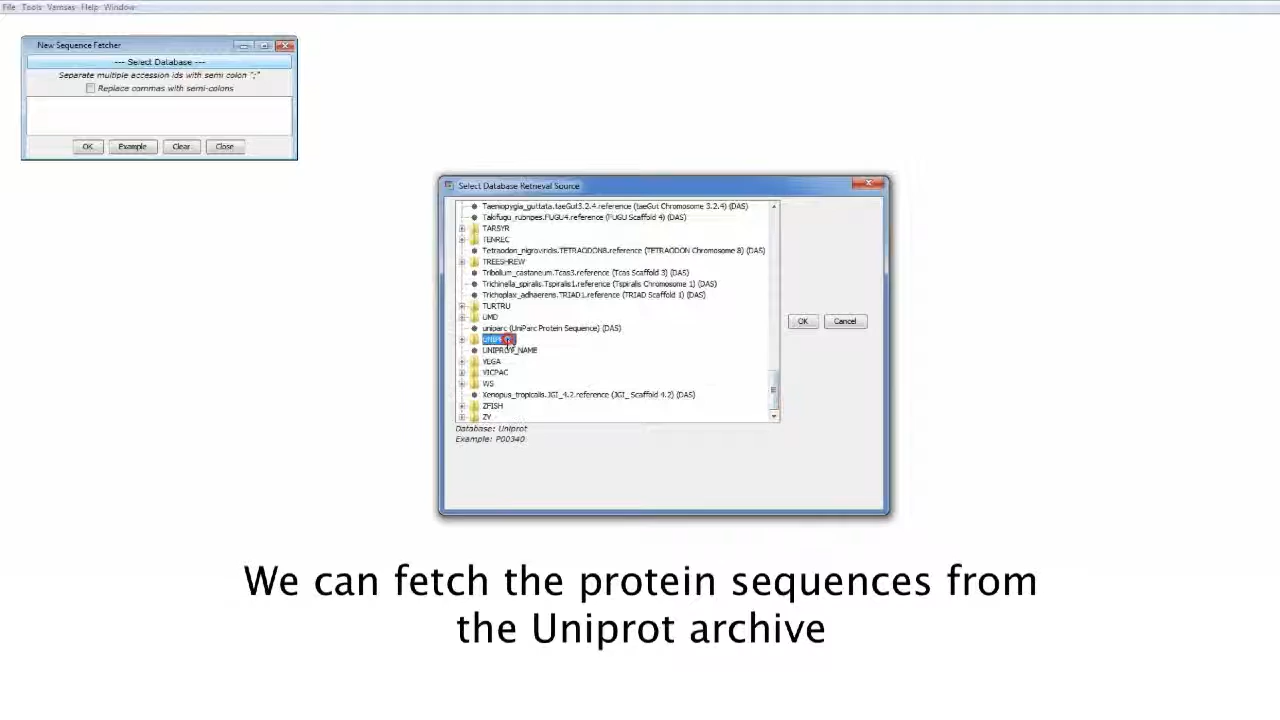 File Tools Vamsas Help Window
New Sequence Fetcher
--- Select Database ---
Separate multiple accession ids with semi colon ";"
Replace commas with semi-colons
OK Example Clear Close
Select Database Retrieval Source
Taeniopygia_guttata.taeGut3.2.4.reference (taeGut Chromosome 3.2.4) (DAS)
Takifugu_rubripes.FUGU4.reference (FUGU Scaffold 4) (DAS)
TARSYR
TENREC
Tetraodon_nigroviridis.TETRAODON8.reference (TETRAODON Chromosome 8) (DAS)
TREESHREW
Tribolium_castaneum.Tcas3.reference (Tcas Scaffold 3) (DAS)
Trichinella_spiralis.Tspiralis1.reference (Tspiralis Chromosome 1) (DAS)
Trichoplax_adhaerens.TRIAD1.reference (TRIAD Scaffold 1) (DAS)
TURTRU
UMD
uniparc (UniParc Protein Sequence) (DAS)
UNIPROT_NAME
VEGA
VICPAC
WS
Xenopus_tropicalis.JGI_4.2.reference (JGI_ Scaffold 4.2) (DAS)
ZFISH
ZV
OK Cancel
Database: Uniprot
Example: P00340
We can fetch the protein sequences from
the Uniprot archive